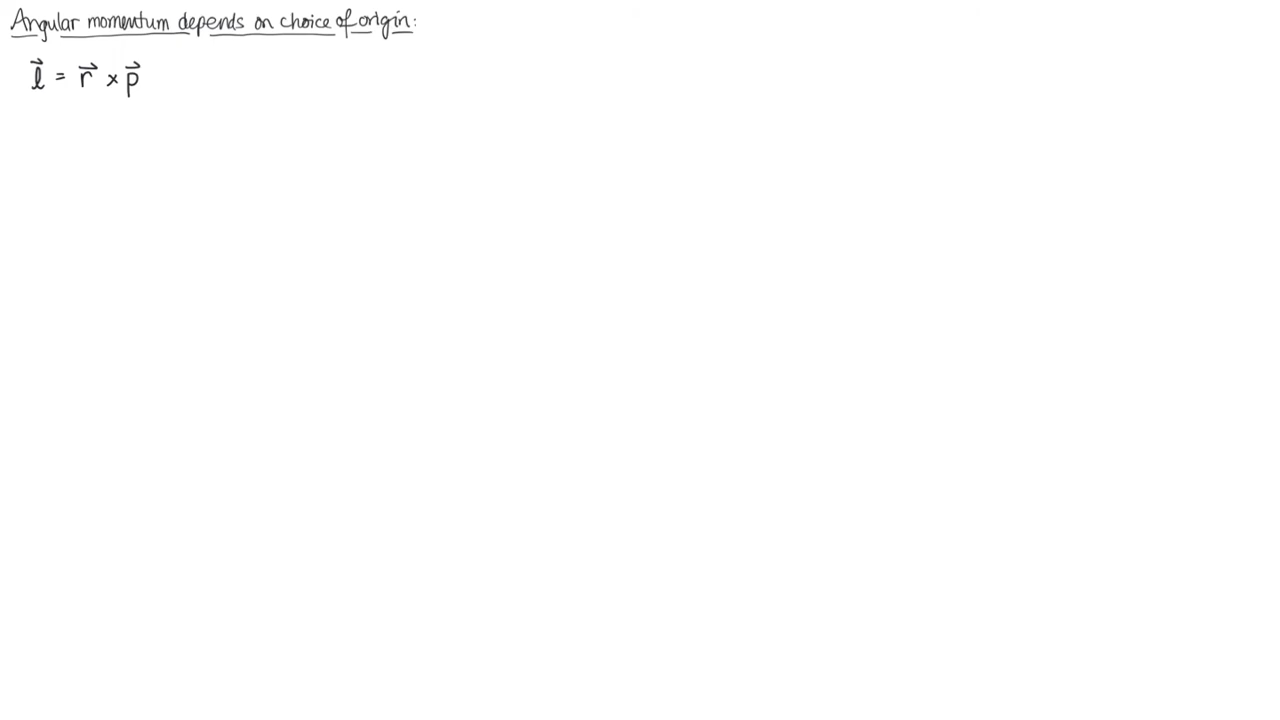 Angular momentum depends on choice of origin:
l⃗ = r⃗ × p⃗